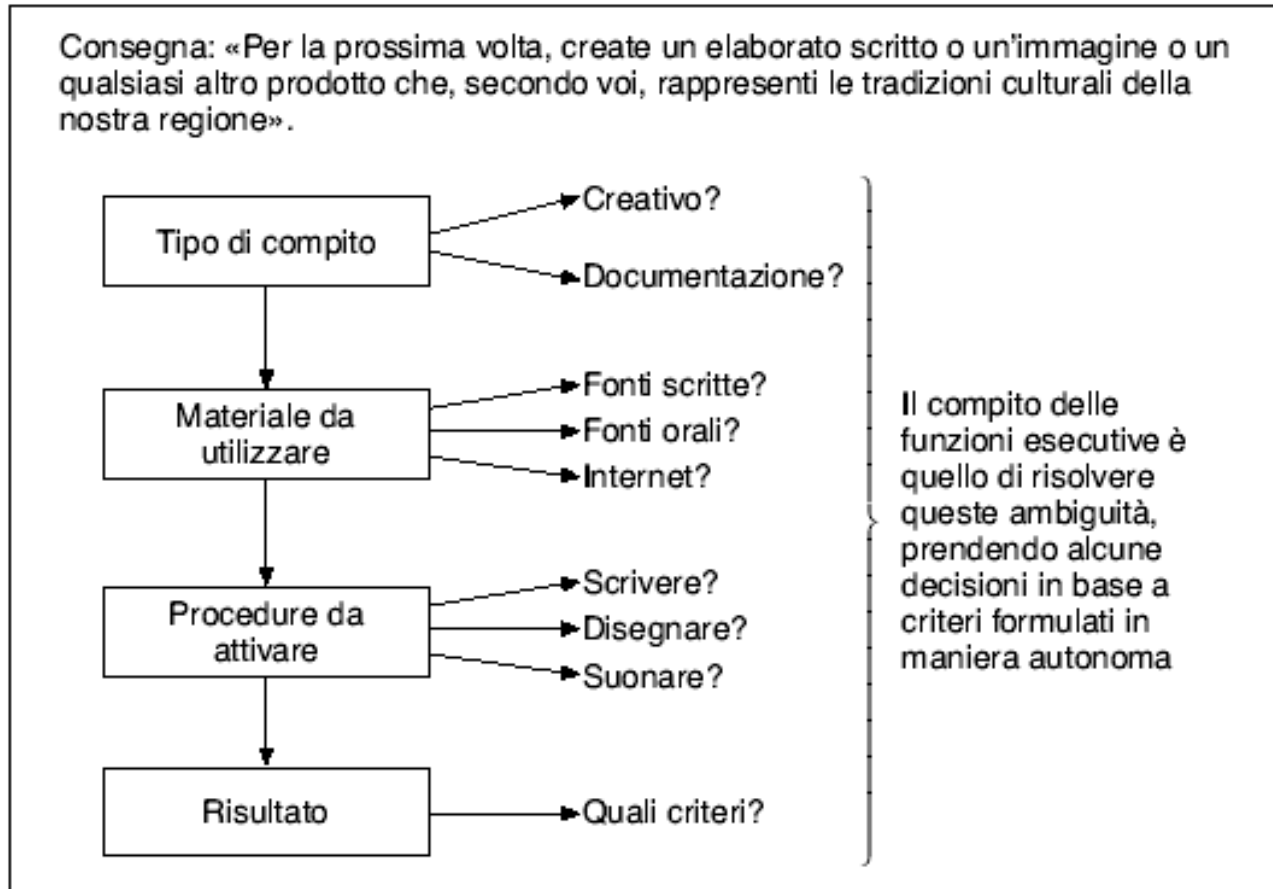 Consegna: «Per la prossima volta, create un elaborato scritto o un'immagine o un
qualsiasi altro prodotto che, secondo voi, rappresenti le tradizioni culturali della
nostra regione».
Tipo di compito
Creativo?
Documentazione?
Materiale da
utilizzare
Fonti scritte?
Fonti orali?
Internet?
Procedure da
attivare
Scrivere?
Disegnare?
Suonare?
Risultato
Quali criteri?
Il compito delle
funzioni esecutive è
quello di risolvere
queste ambiguità,
prendendo alcune
decisioni in base a
criteri formulati in
maniera autonoma